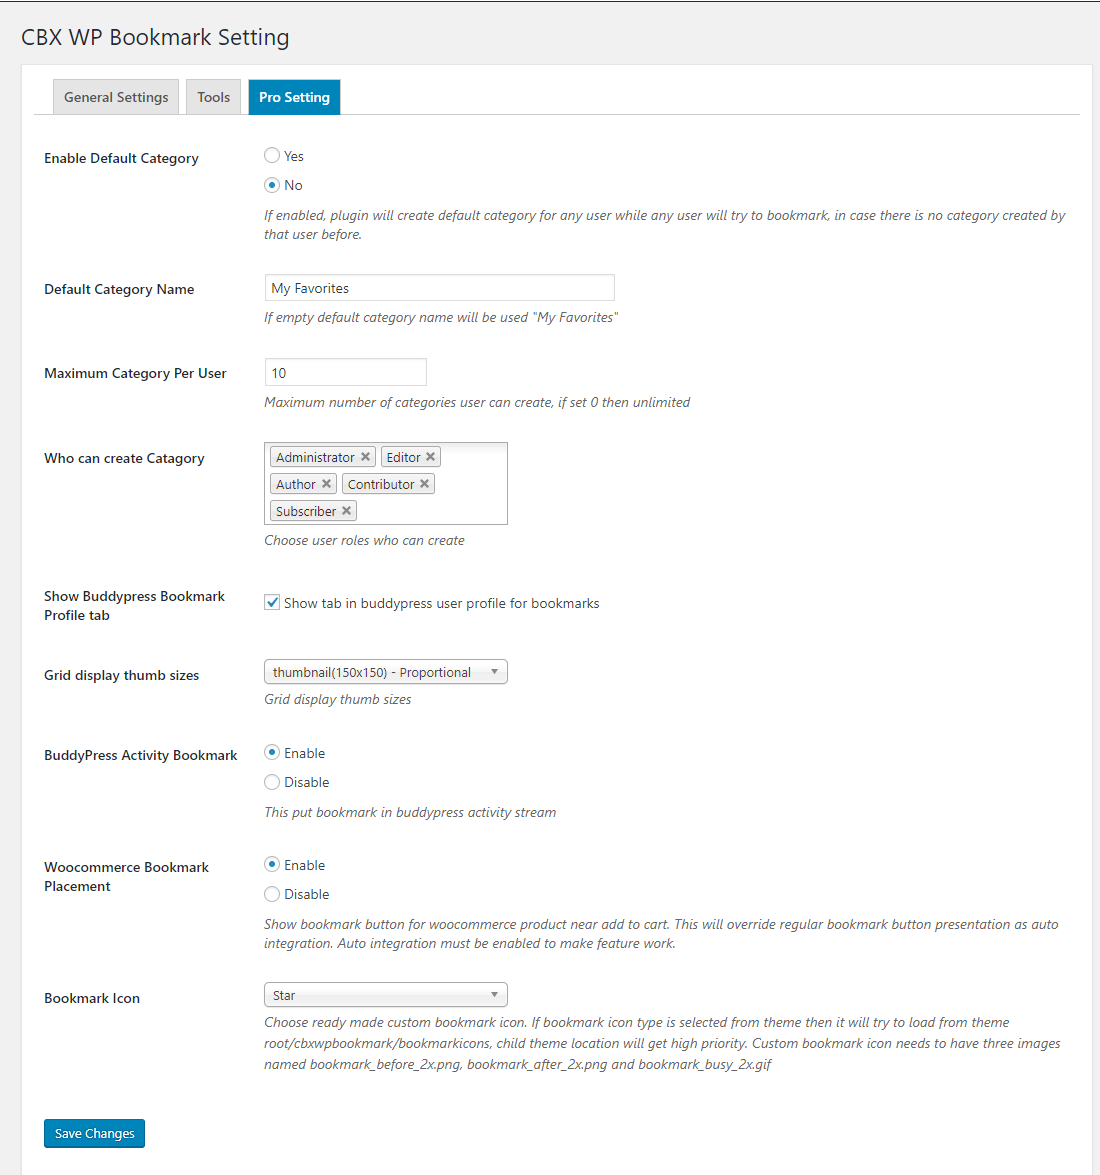 CBX WP Bookmark Setting
General Settings Tools Pro Setting
Enable Default Category
Yes
No
If enabled, plugin will create default category for any user while any user will try to bookmark, in case there is no category created by
that user before.
Default Category Name
My Favorites
If empty default category name will be used "My Favorites"
Maximum Category Per User
10
Maximum number of categories user can create, if set 0 then unlimited
Who can create Catagory
Administrator × Editor ×
Author × Contributor ×
Subscriber ×
Choose user roles who can create
Show Buddypress Bookmark
Profile tab
Show tab in buddypress user profile for bookmarks
Grid display thumb sizes
thumbnail(150x150) - Proportional
Grid display thumb sizes
BuddyPress Activity Bookmark
Enable
Disable
This put bookmark in buddypress activity stream
Woocommerce Bookmark
Placement
Enable
Disable
Show bookmark button for woocommerce product near add to cart. This will override regular bookmark button presentation as auto
integration. Auto integration must be enabled to make feature work.
Bookmark Icon
Star
Choose ready made custom bookmark icon. If bookmark icon type is selected from theme then it will try to load from theme
root/cbxwpbookmark/bookmarkicons, child theme location will get high priority. Custom bookmark icon needs to have three images
named bookmark_before_2x.png, bookmark_after_2x.png and bookmark_busy_2x.gif
Save Changes